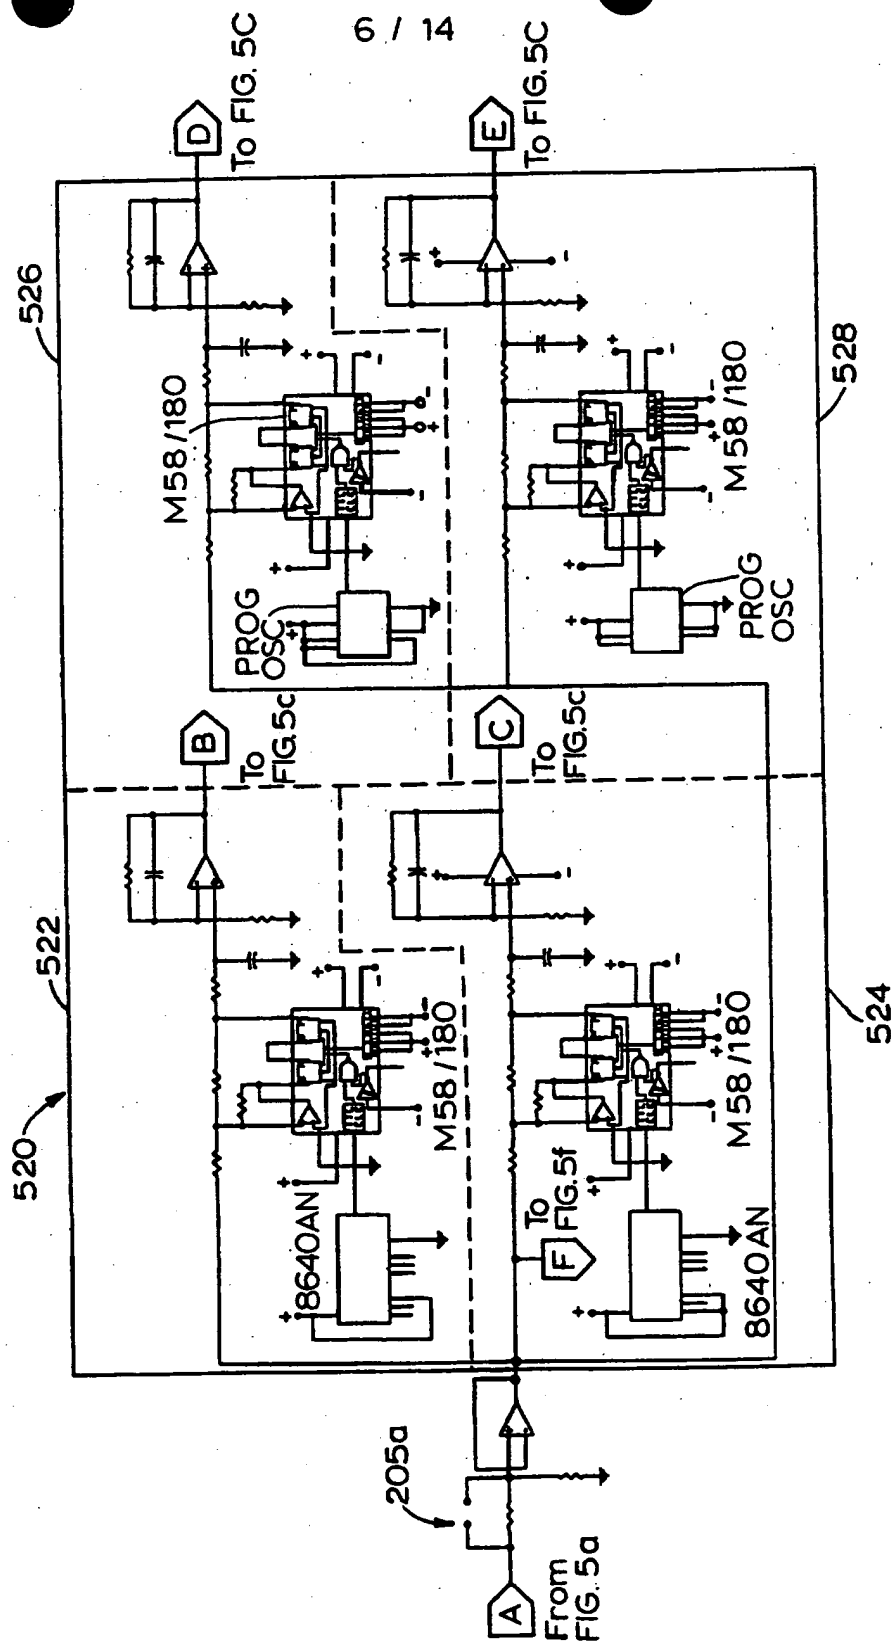 6 / 14
520
522
526
B
To
FIG.5c
D
To FIG. 5C
8640AN
+
+
-
+
-
+
-
M58/180
PROG
OSC
+
+
-
+
-
+
-
M58/180
205a
A
From
FIG.5a
F
To
FIG.5f
C
To
FIG.5c
+
-
E
To FIG. 5C
+
-
8640AN
+
+
-
+
-
+
-
M58/180
PROG
OSC
+
+
-
+
-
+
-
M58/180
524
528